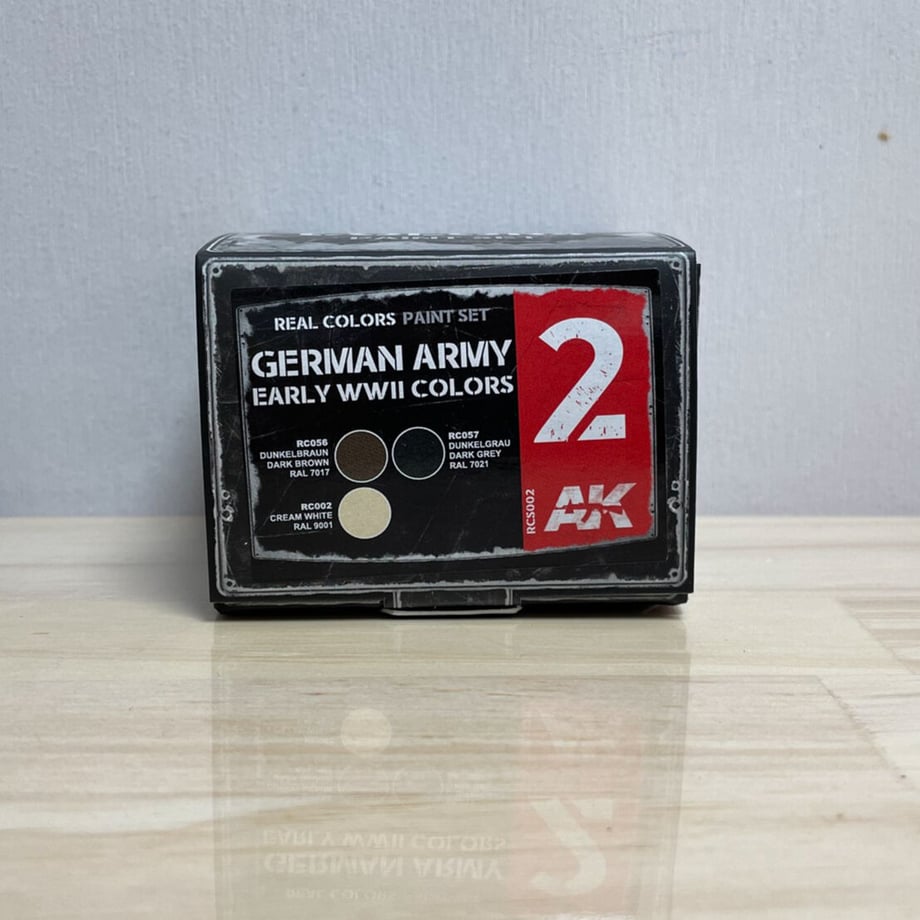 REAL COLORS PAINT SET
GERMAN ARMY
EARLY WWII COLORS
2
RC056
DUNKELBRAUN
DARK BROWN
RAL 7017
RC057
DUNKELGRAU
DARK GREY
RAL 7021
RC002
CREAM WHITE
RAL 9001
RCS002
AK